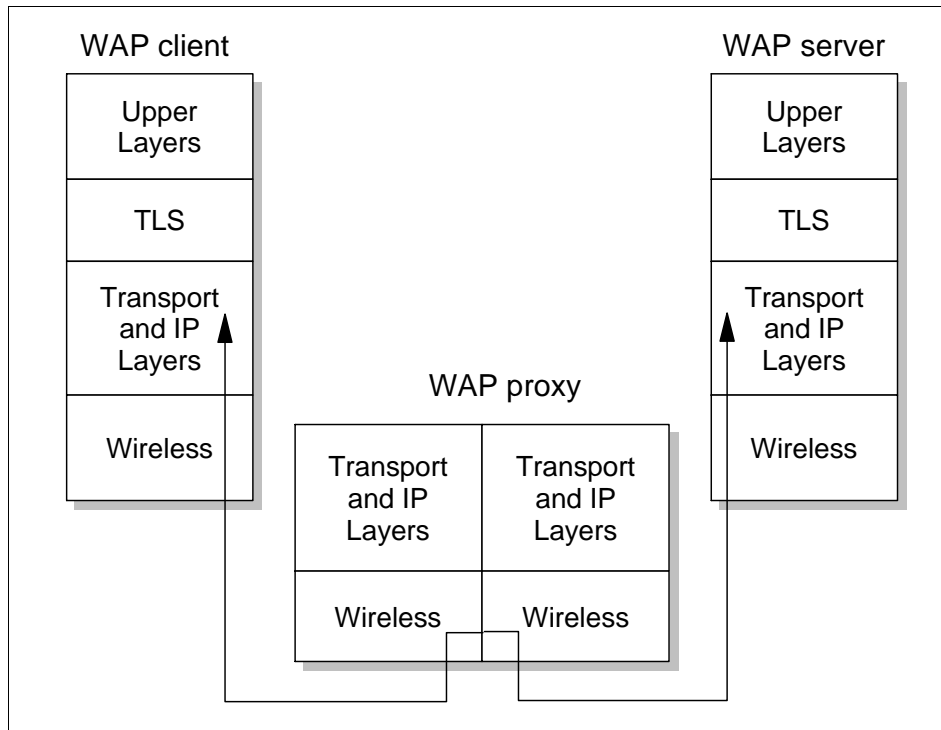 WAP client
Upper
Layers
TLS
Transport
and IP
Layers
Wireless
WAP proxy
Transport
and IP
Layers
Wireless
Transport
and IP
Layers
Wireless
WAP server
Upper
Layers
TLS
Transport
and IP
Layers
Wireless